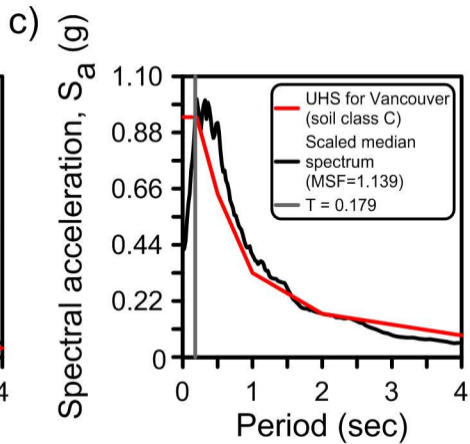 c)
Spectral acceleration, Sa (g)
1.10
0.88
0.66
0.44
0.22
0
UHS for Vancouver
(soil class C)
Scaled median
spectrum
(MSF=1.139)
T = 0.179
4
0 1 2 3 4
Period (sec)